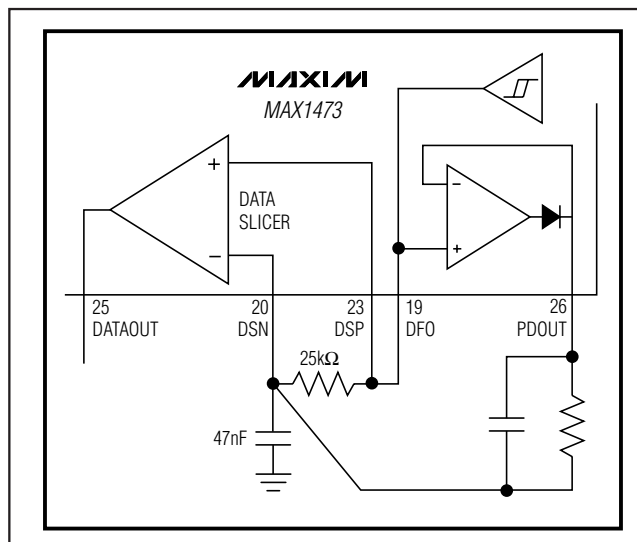 MAXIM
MAX1473
+
DATA
SLICER
−
−
+
25
DATAOUT
20
DSN
23
DSP
19
DFO
26
PDOUT
25kΩ
47nF